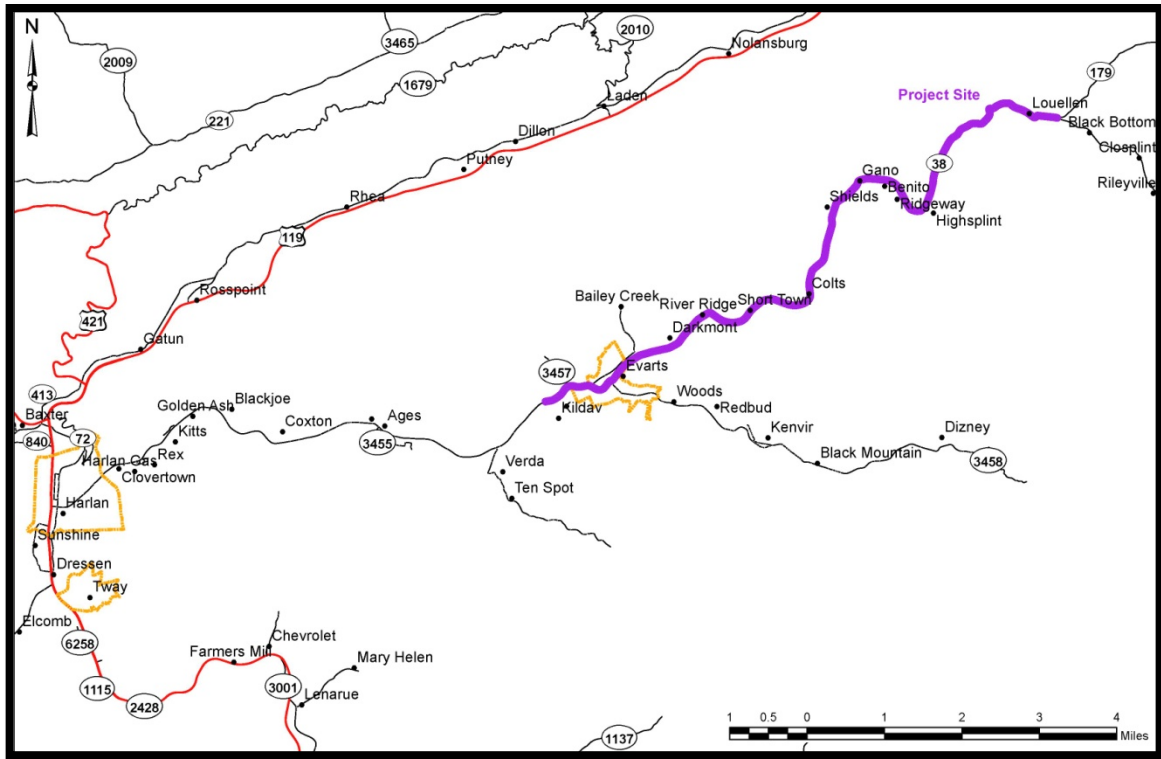 N
2009
3465
2010
1679
221
Nolansburg
Laden
Dillon
Putney
Rhea
119
Rosspoint
421
Gatun
179
Project Site
Louellen
Black Bottom
Closplint
Rileyville
38
Gano
Benito
Ridgeway
Shields
Highsplint
Colts
Bailey Creek
River Ridge
Short Town
Darkmont
3457
Evarts
Kildav
Woods
Redbud
Kenvir
Dizney
Black Mountain
3458
413
Baxter
840
72
Golden Ash
Blackjoe
Kitts
Coxton
Ages
3455
Harlan Gas
Rex
Clovertown
Verda
Ten Spot
Harlan
Sunshine
Dressen
Tway
Elcomb
6258
1115
2428
Farmers Mill
Chevrolet
Mary Helen
3001
Lenarue
1137
1 0.5 0 1 2 3 4
Miles